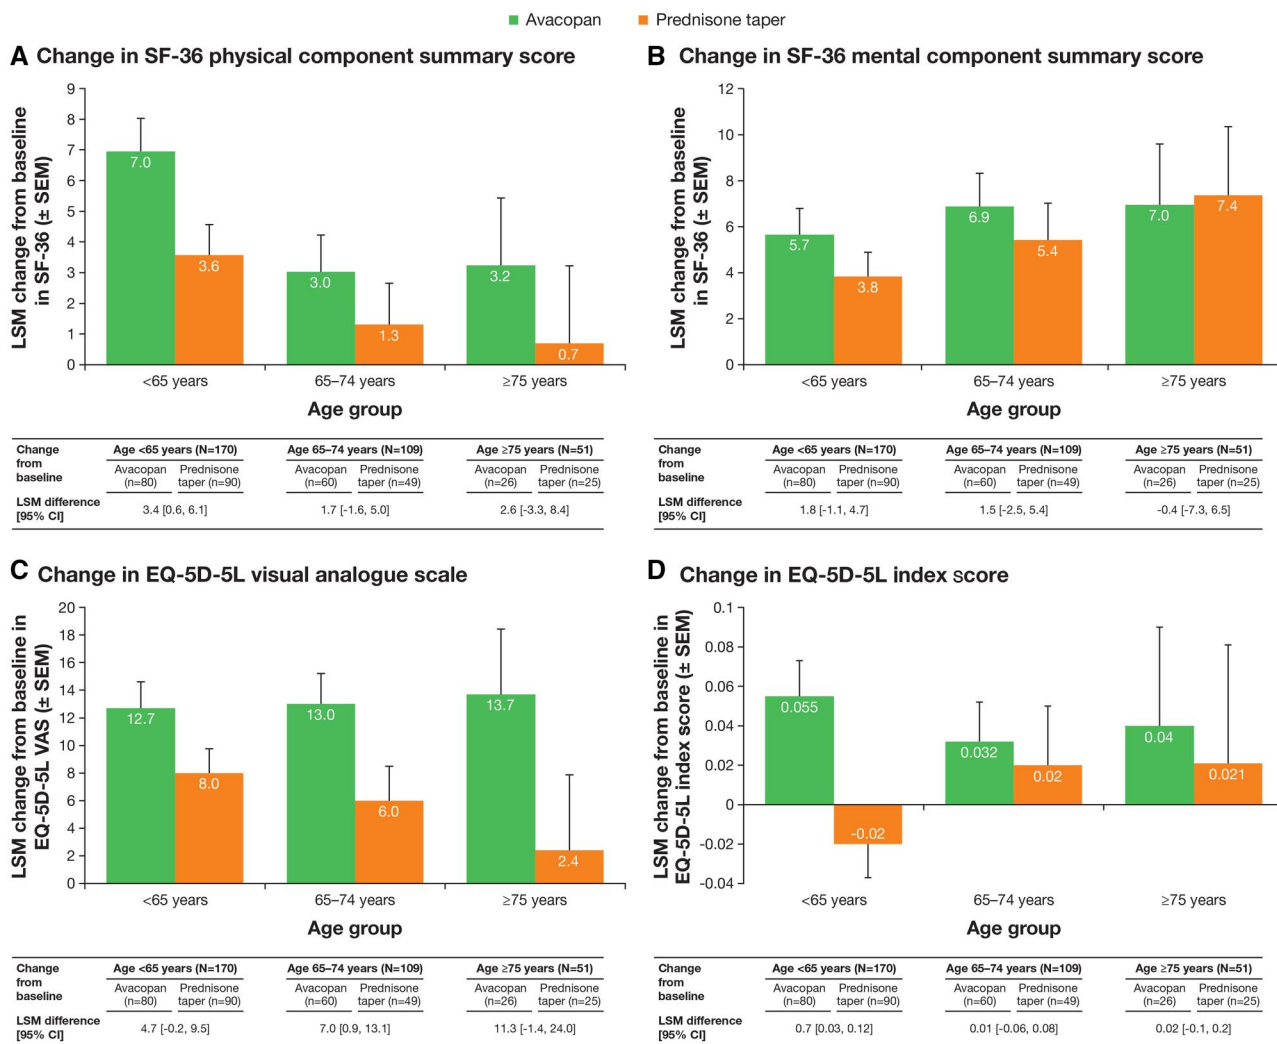 Avacopan Prednisone taper
A Change in SF-36 physical component summary score
LSM change from baseline
in SF-36 (± SEM)
9
8
7
6
5
4
3
2
1
0
7.0
3.6
3.0
1.3
3.2
0.7
<65 years 65–74 years ≥75 years
Age group
Change from baseline
Age <65 years (N=170) Age 65–74 years (N=109) Age ≥75 years (N=51)
Avacopan (n=80) Prednisone taper (n=90) Avacopan (n=60) Prednisone taper (n=49) Avacopan (n=26) Prednisone taper (n=25)
LSM difference [95% CI] 3.4 [0.6, 6.1] 1.7 [-1.6, 5.0] 2.6 [-3.3, 8.4]
B Change in SF-36 mental component summary score
LSM change from baseline
in SF-36 (± SEM)
12
10
8
6
4
2
0
5.7
3.8
6.9
5.4
7.0
7.4
<65 years 65–74 years ≥75 years
Age group
Change from baseline
Age <65 years (N=170) Age 65–74 years (N=109) Age ≥75 years (N=51)
Avacopan (n=80) Prednisone taper (n=90) Avacopan (n=60) Prednisone taper (n=49) Avacopan (n=26) Prednisone taper (n=25)
LSM difference [95% CI] 1.8 [-1.1, 4.7] 1.5 [-2.5, 5.4] -0.4 [-7.3, 6.5]
C Change in EQ-5D-5L visual analogue scale
LSM change from baseline in
EQ-5D-5L VAS (± SEM)
20
18
16
14
12
10
8
6
4
2
0
12.7
8.0
13.0
6.0
13.7
2.4
<65 years 65–74 years ≥75 years
Age group
Change from baseline
Age <65 years (N=170) Age 65–74 years (N=109) Age ≥75 years (N=51)
Avacopan (n=80) Prednisone taper (n=90) Avacopan (n=60) Prednisone taper (n=49) Avacopan (n=26) Prednisone taper (n=25)
LSM difference [95% CI] 4.7 [-0.2, 9.5] 7.0 [0.9, 13.1] 11.3 [-1.4, 24.0]
D Change in EQ-5D-5L index score
LSM change from baseline in
EQ-5D-5L index score (± SEM)
0.1
0.08
0.06
0.04
0.02
0
-0.02
-0.04
0.055
-0.02
0.032
0.02
0.04
0.021
<65 years 65–74 years ≥75 years
Age group
Change from baseline
Age <65 years (N=170) Age 65–74 years (N=109) Age ≥75 years (N=51)
Avacopan (n=80) Prednisone taper (n=90) Avacopan (n=60) Prednisone taper (n=49) Avacopan (n=26) Prednisone taper (n=25)
LSM difference [95% CI] 0.7 [0.03, 0.12] 0.01 [-0.06, 0.08] 0.02 [-0.1, 0.2]